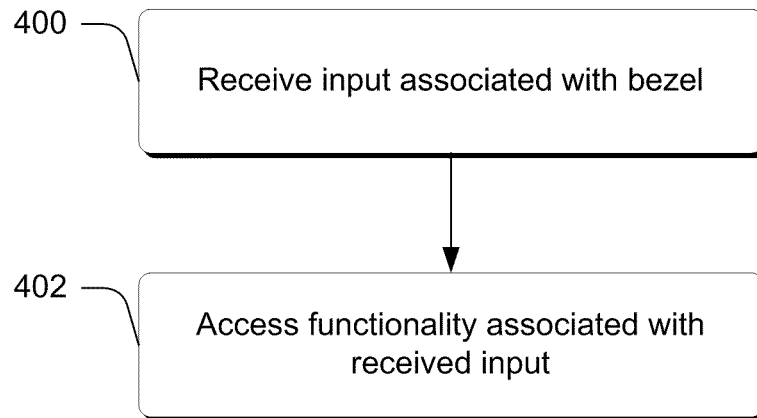 400
Receive input associated with bezel
402
Access functionality associated with
received input